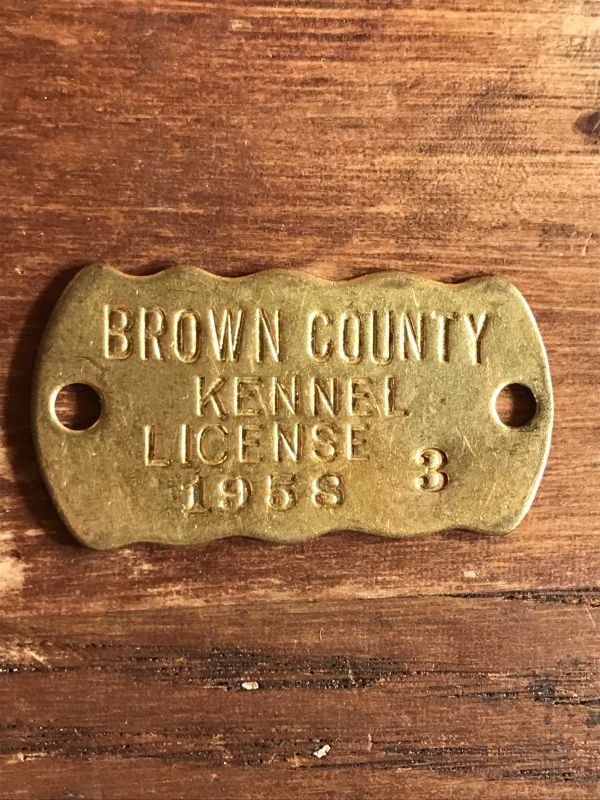 BROWN COUNTY
KENNEL
LICENSE
1958 3